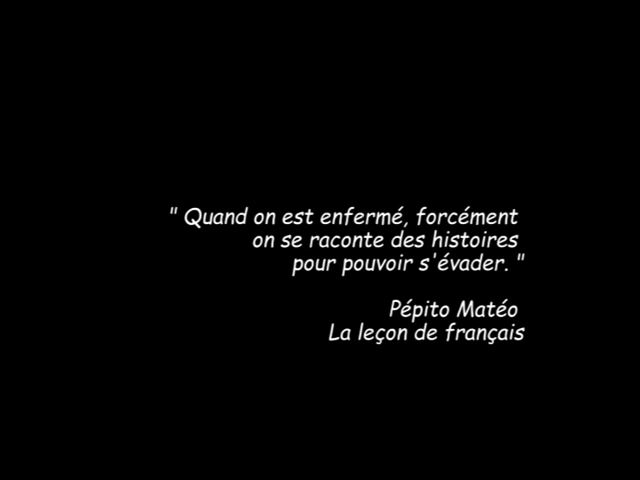 " Quand on est enfermé, forcément
on se raconte des histoires
pour pouvoir s'évader. "
Pépito Matéo
La leçon de français